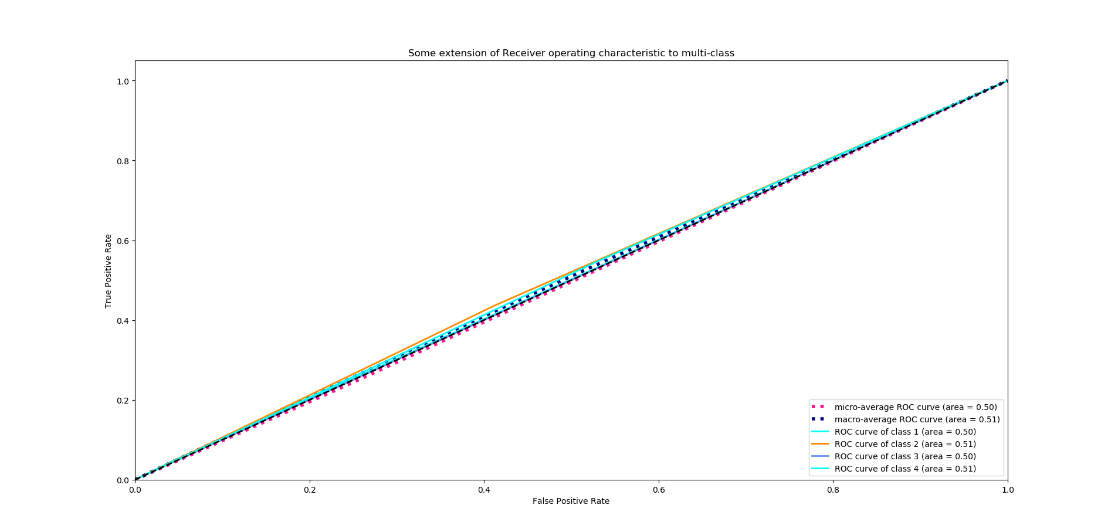 Some extension of Receiver operating characteristic to multi-class
1.0
0.8
0.6
0.4
0.2
0.0
True Positive Rate
0.0 0.2 0.4 0.6 0.8 1.0
False Positive Rate
micro-average ROC curve (area = 0.50)
macro-average ROC curve (area = 0.51)
ROC curve of class 1 (area = 0.50)
ROC curve of class 2 (area = 0.51)
ROC curve of class 3 (area = 0.50)
ROC curve of class 4 (area = 0.51)